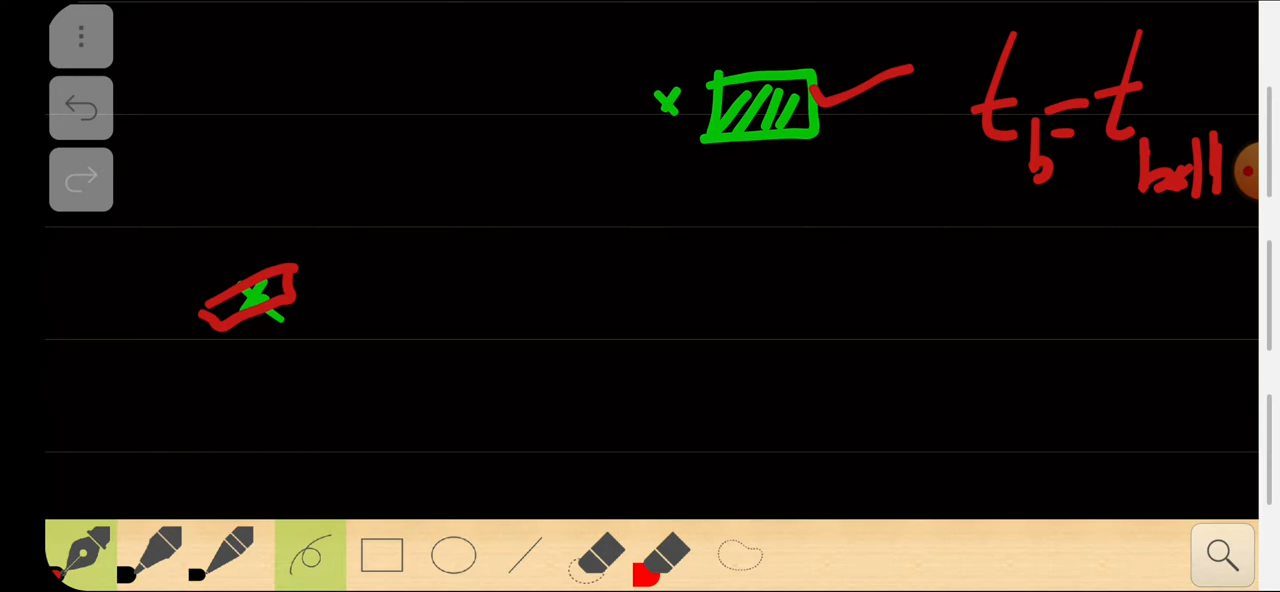 x t_b = t_ball
x